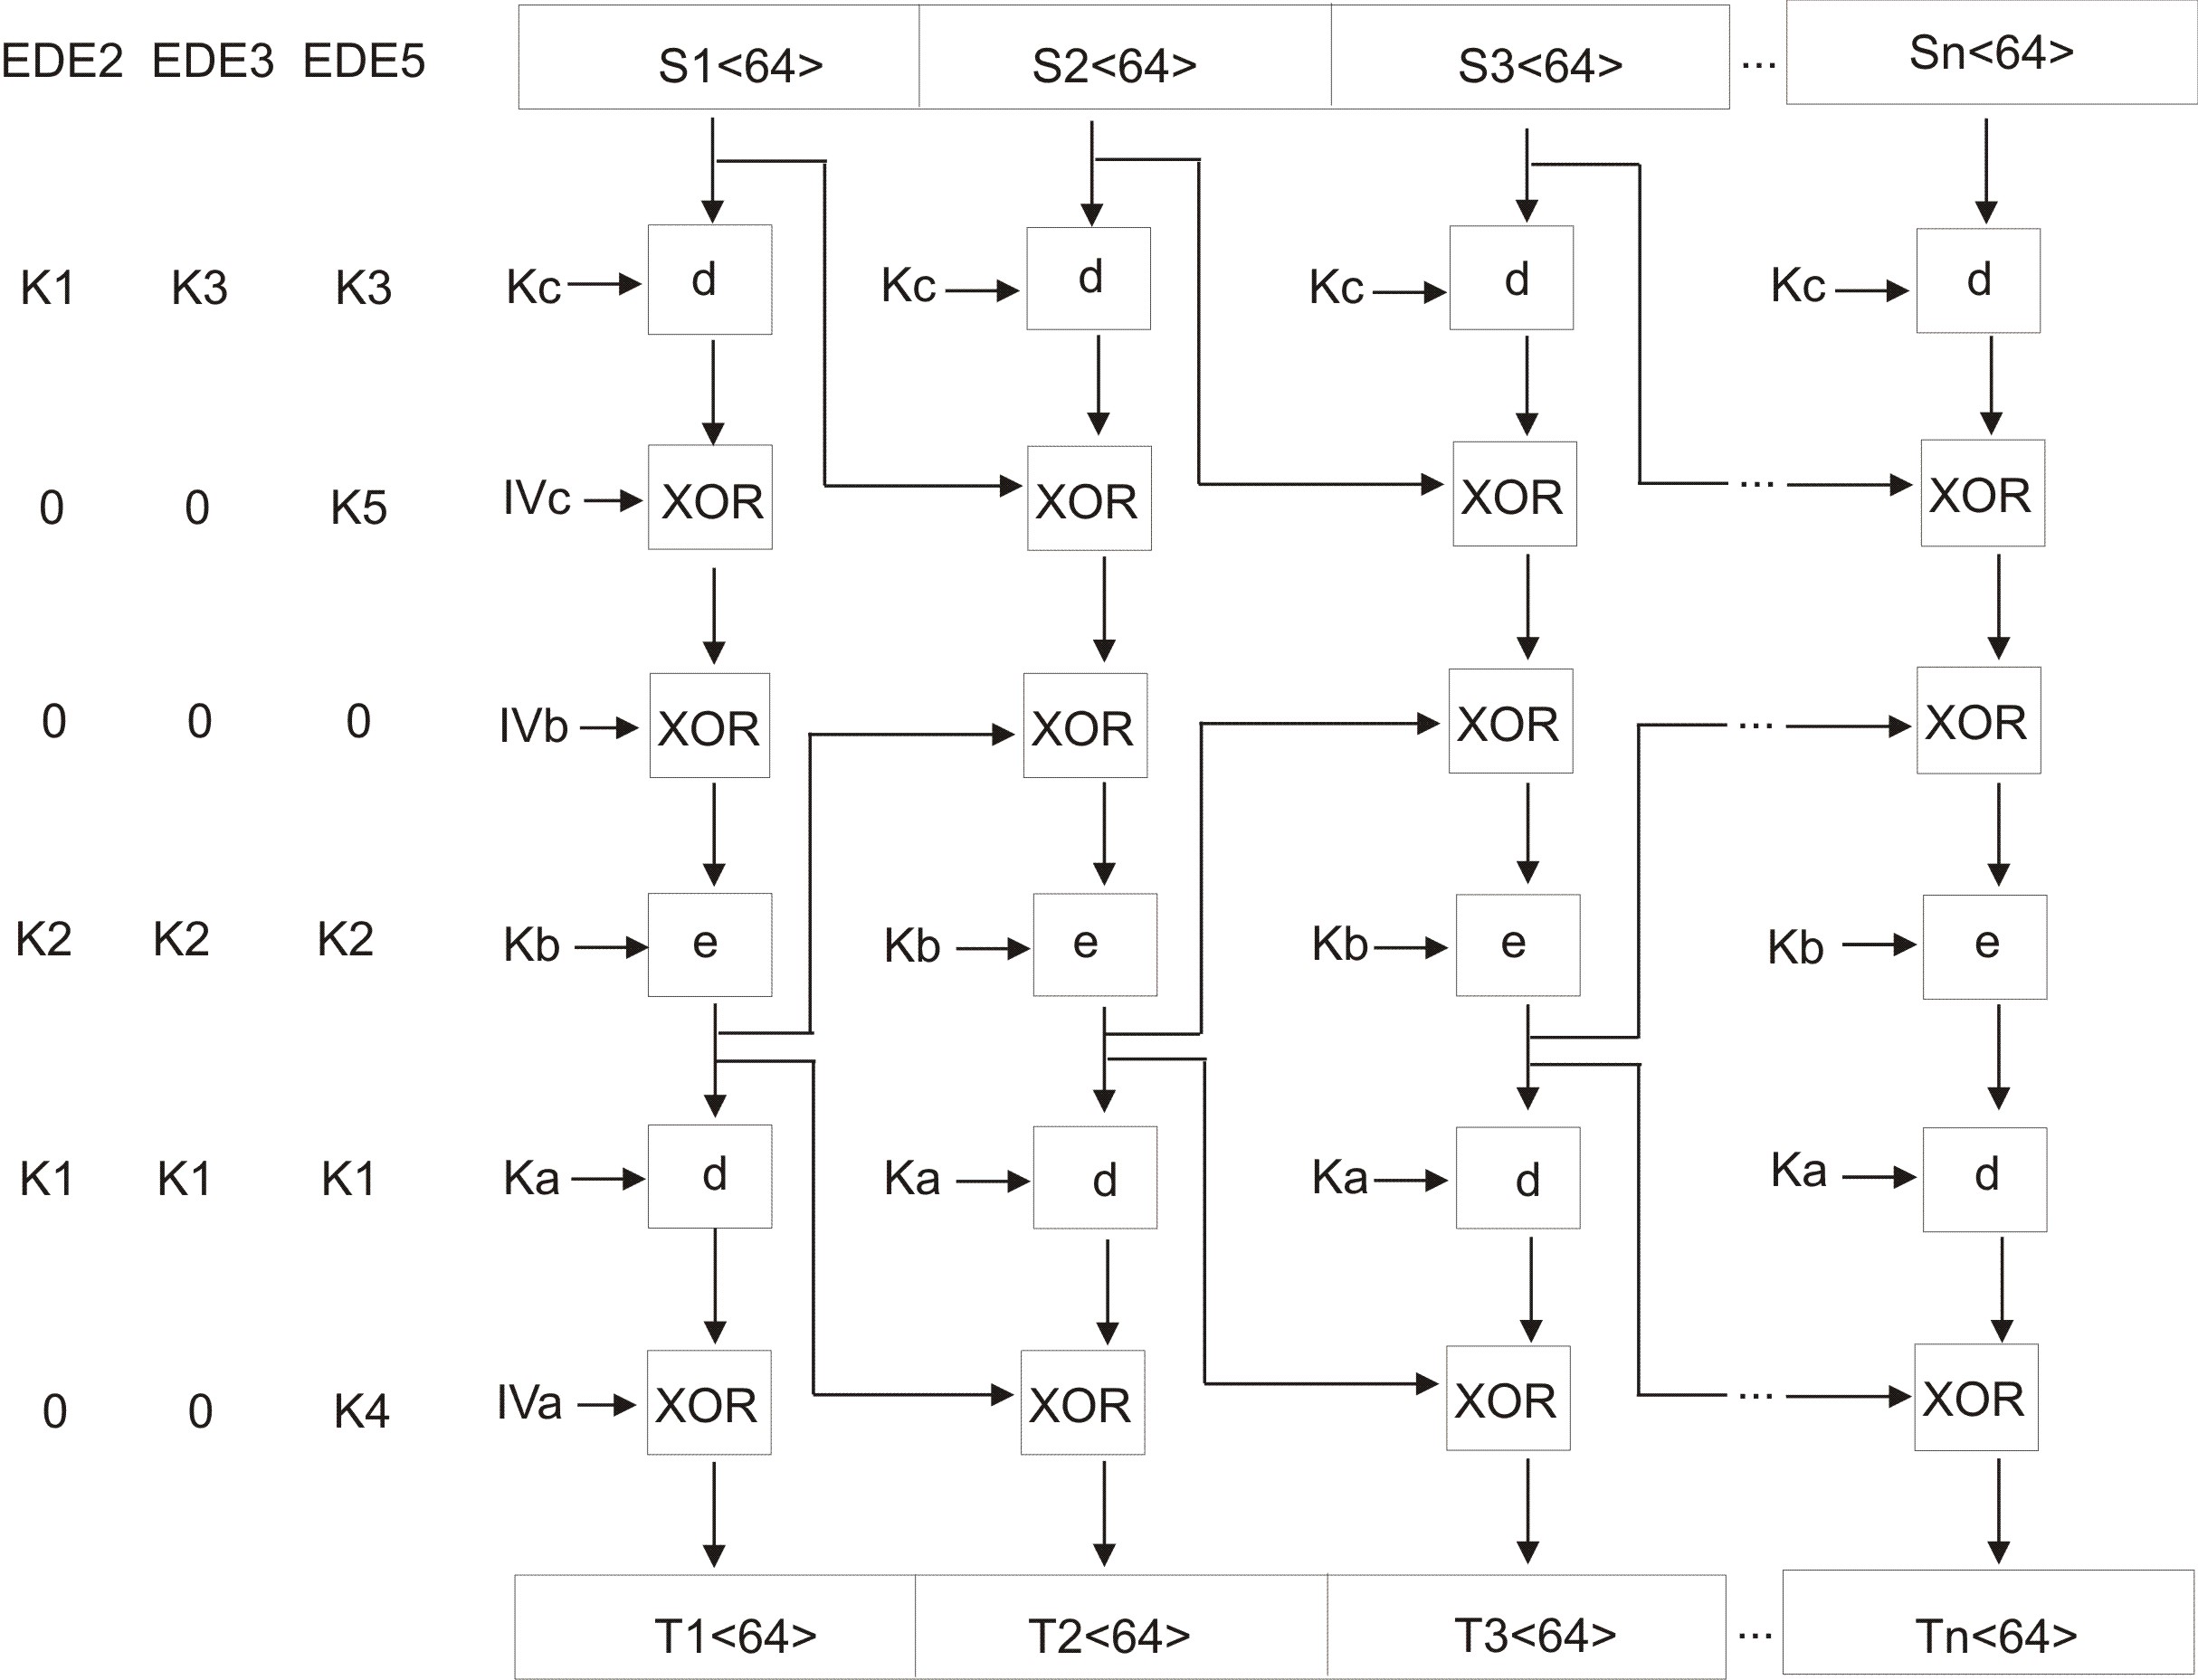 EDE2 EDE3 EDE5 S1<64> S2<64> S3<64> ... Sn<64>
K1 K3 K3 Kc d Kc d Kc d Kc d
0 0 K5 IVc XOR XOR XOR ... XOR
0 0 0 IVb XOR XOR XOR ... XOR
K2 K2 K2 Kb e Kb e Kb e Kb e
K1 K1 K1 Ka d Ka d Ka d Ka d
0 0 K4 IVa XOR XOR XOR ... XOR
T1<64> T2<64> T3<64> ... Tn<64>